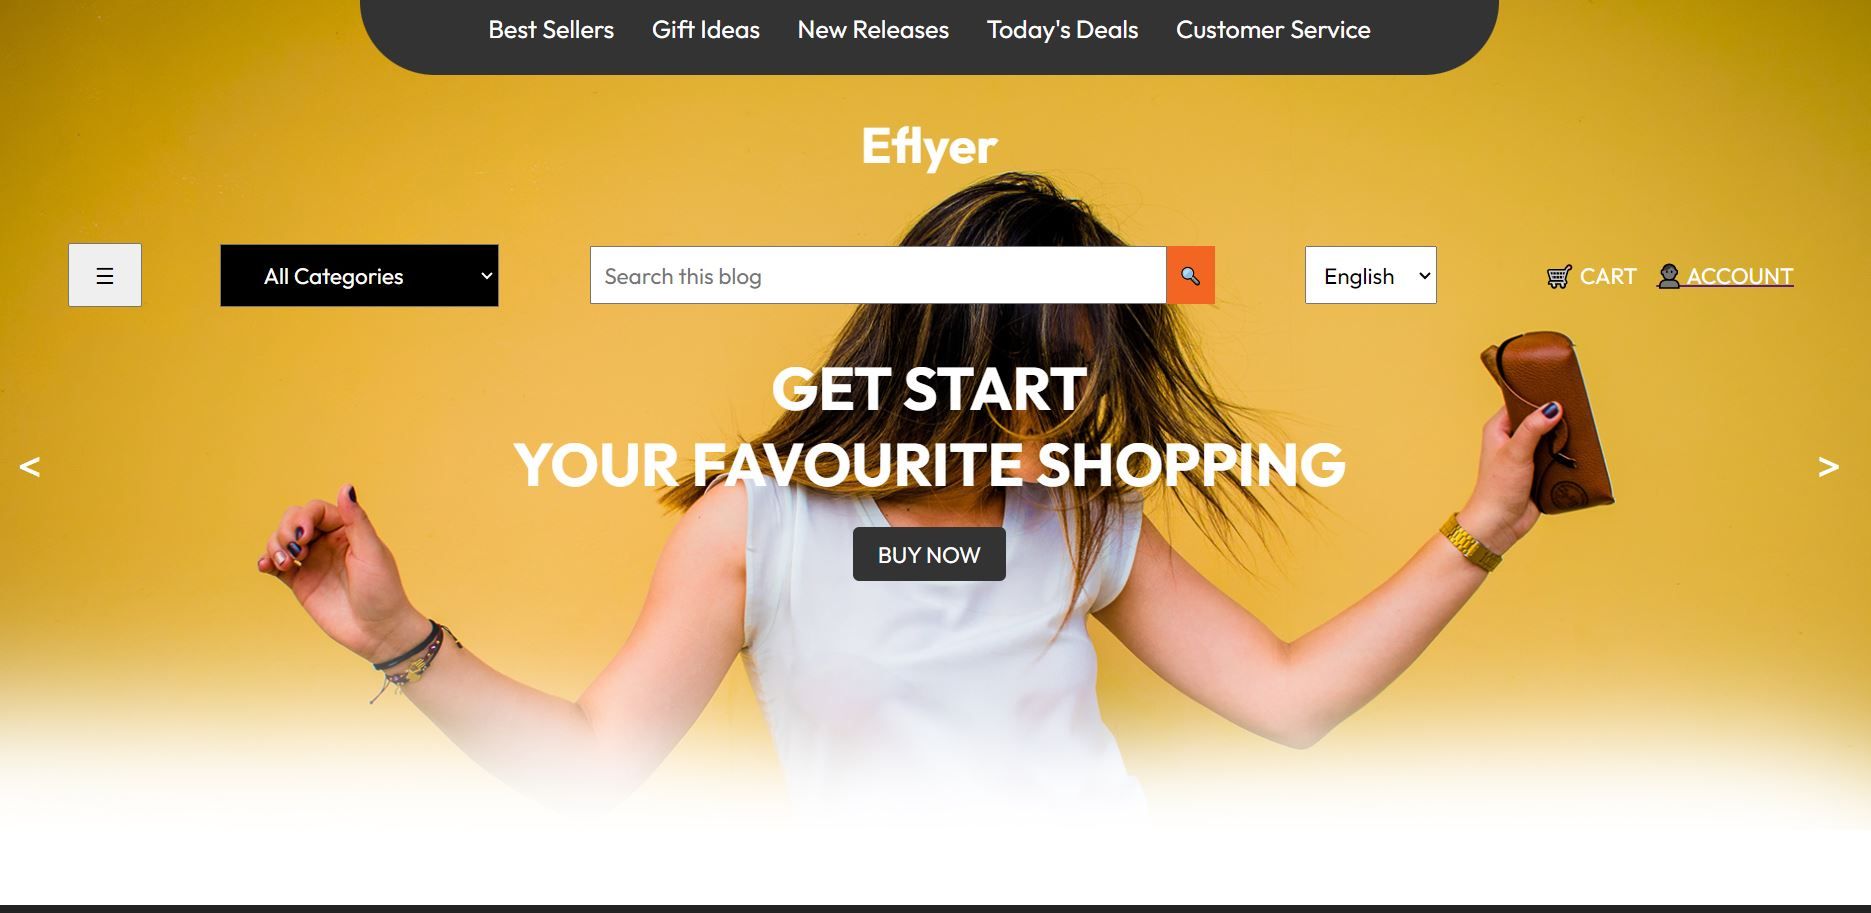 Best Sellers Gift Ideas New Releases Today's Deals Customer Service
Eflyer
☰ All Categories Search this blog English CART ACCOUNT
GET START
< YOUR FAVOURITE SHOPPING >
BUY NOW